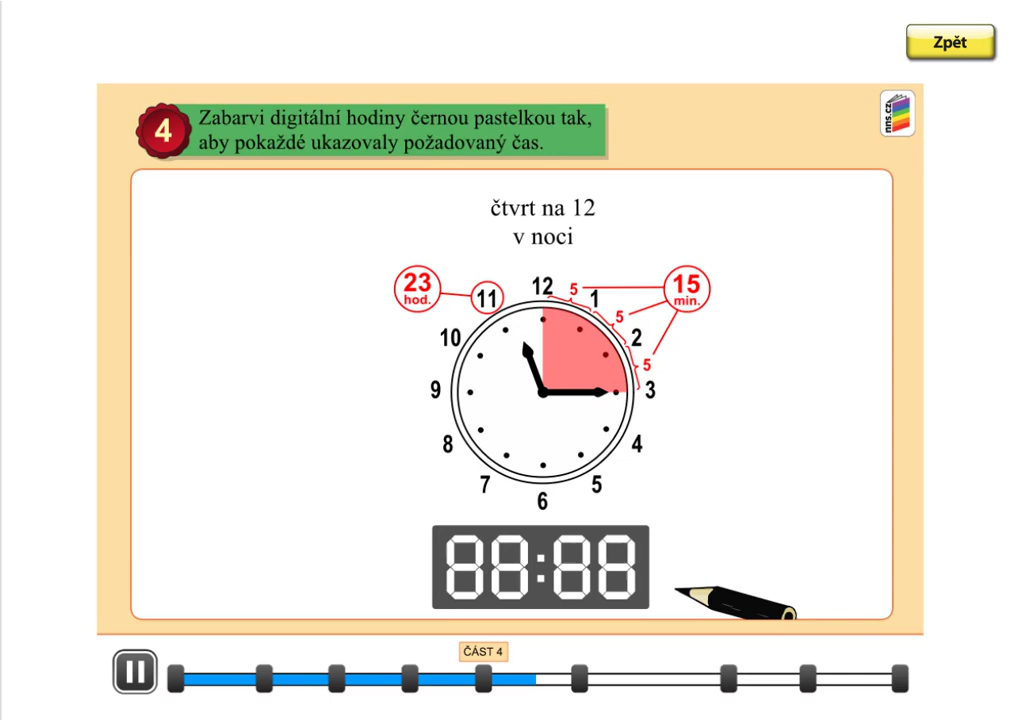 Zpět
4
Zabarvi digitální hodiny černou pastelkou tak,
aby pokaždé ukazovaly požadovaný čas.
nns.cz
čtvrt na 12
v noci
23
hod.
15
min.
12
5
1
5
2
5
3
4
5
6
7
8
9
10
11
88:88
ČÁST 4